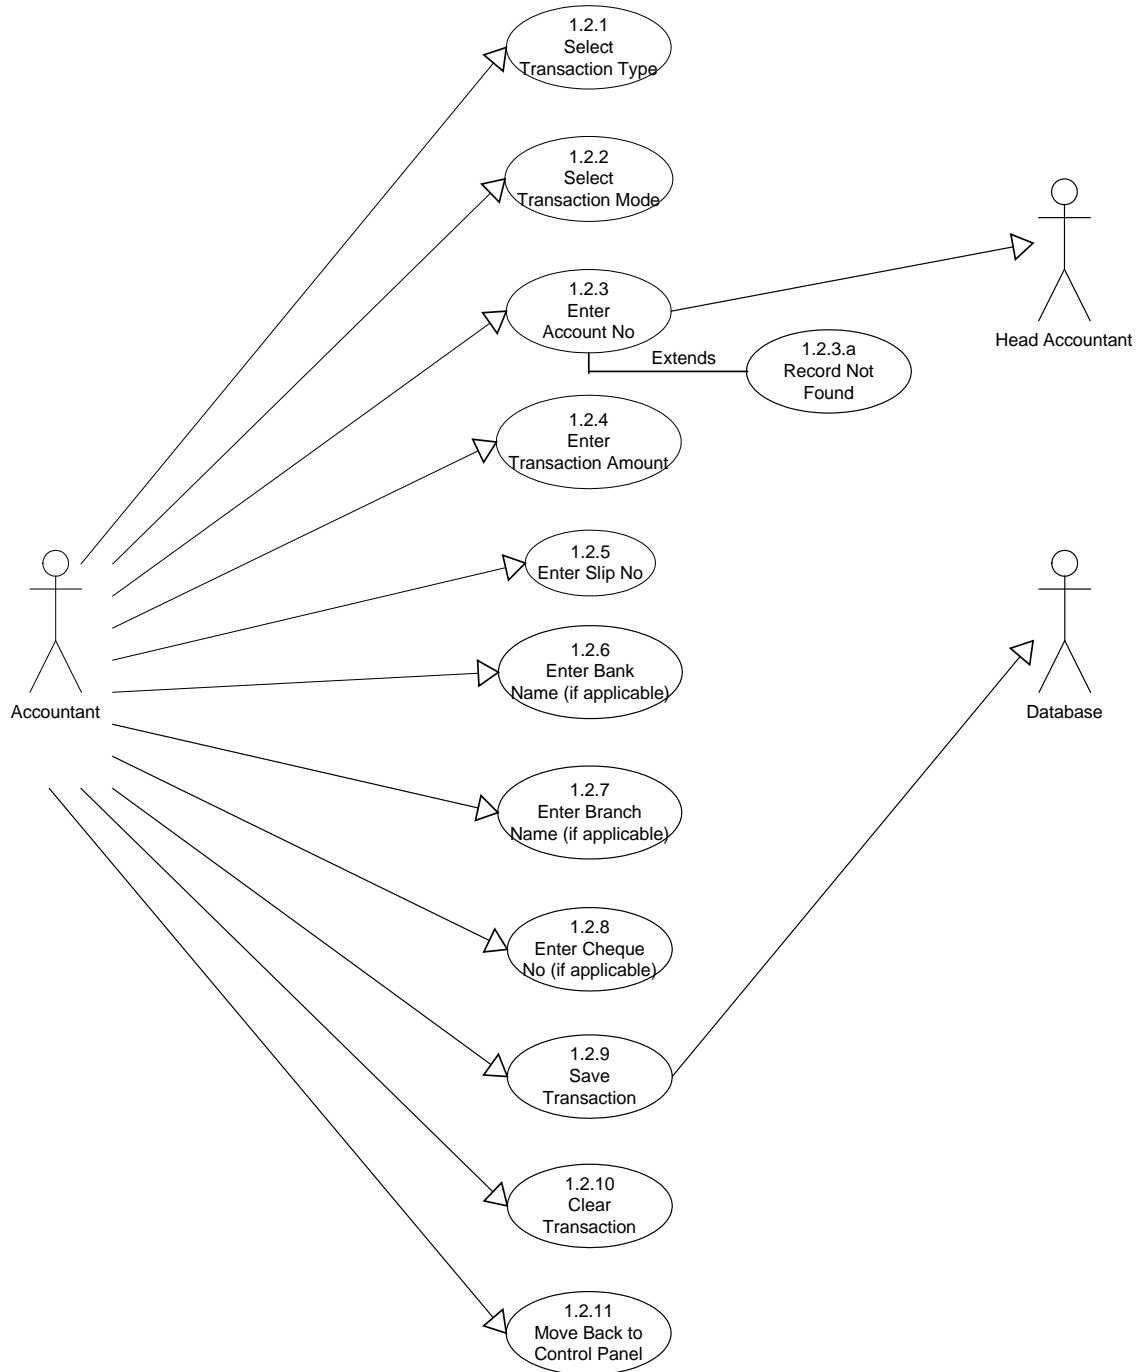 1.2.1
Select
Transaction Type
1.2.2
Select
Transaction Mode
1.2.3
Enter
Account No
Head Accountant
Extends
1.2.3.a
Record Not
Found
1.2.4
Enter
Transaction Amount
1.2.5
Enter Slip No
1.2.6
Enter Bank
Name (if applicable)
Accountant
Database
1.2.7
Enter Branch
Name (if applicable)
1.2.8
Enter Cheque
No (if applicable)
1.2.9
Save
Transaction
1.2.10
Clear
Transaction
1.2.11
Move Back to
Control Panel